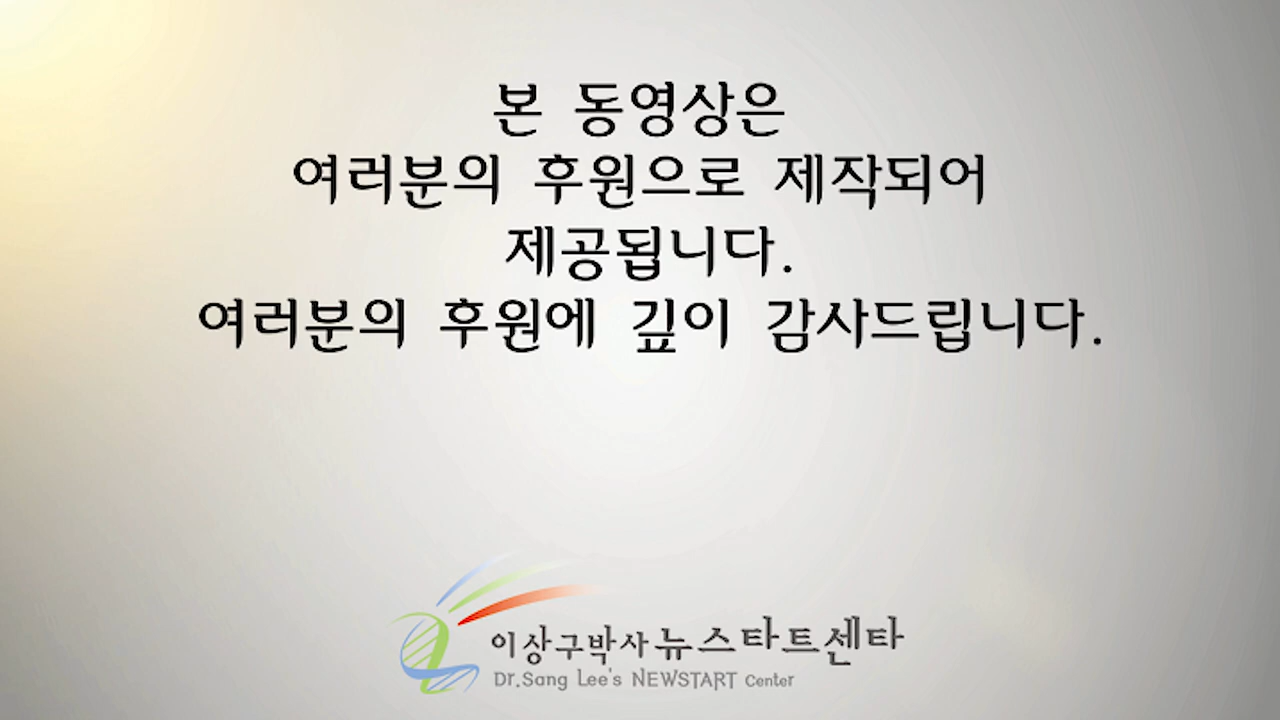 본 동영상은
여러분의 후원으로 제작되어
제공됩니다.
여러분의 후원에 깊이 감사드립니다.
이상구박사 뉴스타트센타
Dr.Sang Lee's NEWSTART Center